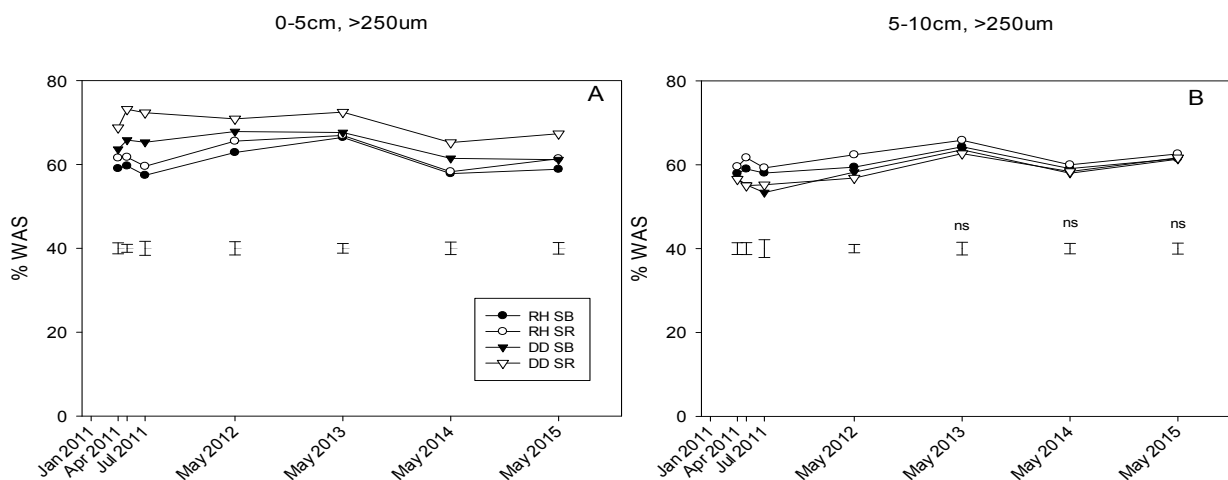 0-5cm, >250um
A
% WAS
80
60
40
20
0
RH SB
RH SR
DD SB
DD SR
Jan 2011
Apr 2011
Jul 2011
May 2012
May 2013
May 2014
May 2015
5-10cm, >250um
B
% WAS
80
60
40
20
0
ns
ns
ns
Jan 2011
Apr 2011
Jul 2011
May 2012
May 2013
May 2014
May 2015